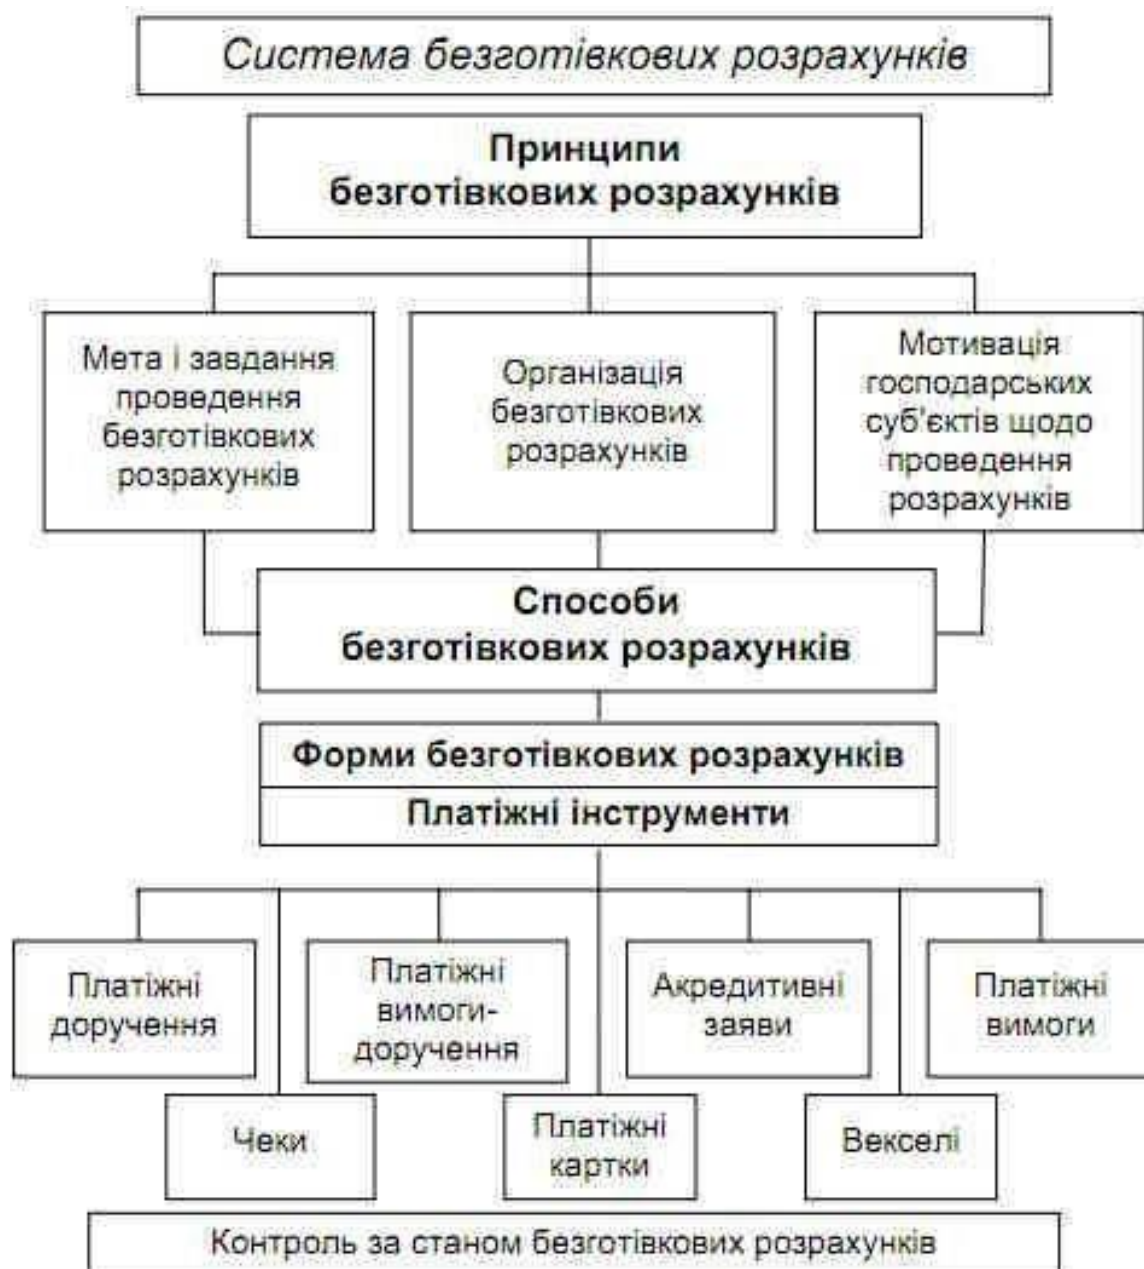 Система безготівкових розрахунків
Принципи
безготівкових розрахунків
Мета і завдання
проведення
безготівкових
розрахунків
Організація
безготівкових
розрахунків
Мотивація
господарських
суб'єктів щодо
проведення
розрахунків
Способи
безготівкових розрахунків
Форми безготівкових розрахунків
Платіжні інструменти
Платіжні
доручення
Платіжні
вимоги-
доручення
Акредитивні
заяви
Платіжні
вимоги
Чеки
Платіжні
картки
Векселі
Контроль за станом безготівкових розрахунків